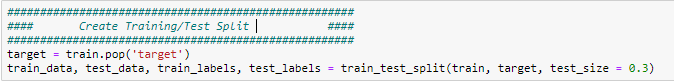 ####################################################
####       Create Training/Test Split            ####
####################################################
target = train.pop('target')
train_data, test_data, train_labels, test_labels = train_test_split(train, target, test_size = 0.3)